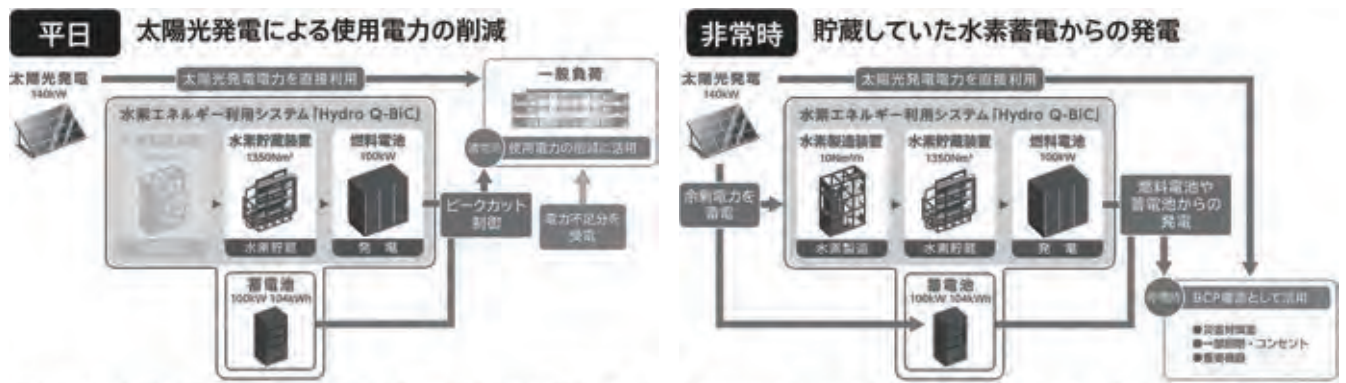 平日 太陽光発電による使用電力の削減
太陽光発電
140kW
太陽光発電電力を直接利用
一般負荷
水素エネルギー利用システム「Hydro Q-BiC」
水素貯蔵装置
1350Nm³
燃料電池
100kW
使用電力の削減に活用
ピークカット
制御
電力不足分を
受電
水素貯蔵
発電
蓄電池
100kW 104kWh
非常時 貯蔵していた水素蓄電からの発電
太陽光発電
140kW
太陽光発電電力を直接利用
水素エネルギー利用システム「Hydro Q-BiC」
水素製造装置
10Nm³/h
水素貯蔵装置
1350Nm³
燃料電池
100kW
余剰電力を
蓄電
燃料電池や
蓄電池からの
発電
水素製造
水素貯蔵
発電
蓄電池
100kW 104kWh
停電時
BCP電源として活用
●災害対策室
●一部照明・コンセント